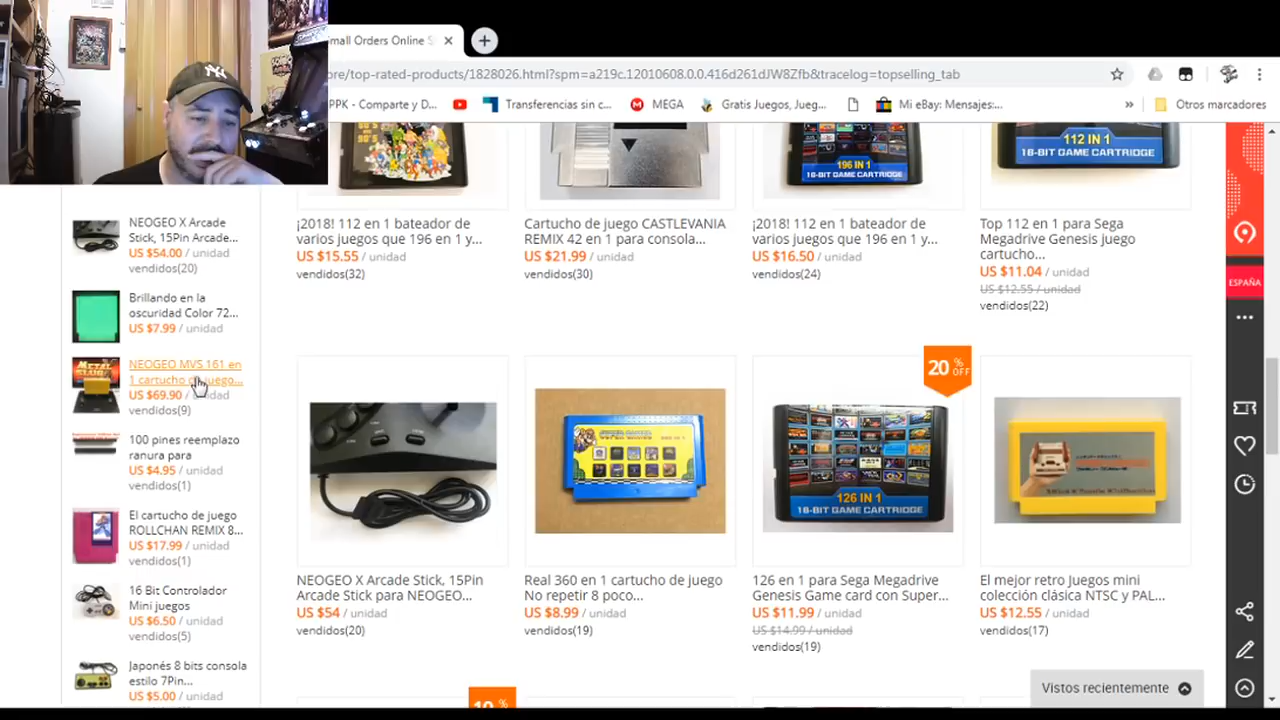 mall Orders Online S
ore/top-rated-products/1828026.html?spm=a219c.12010608.0.0.416d261dJW8Zfb&tracelog=topselling_tab
PPK - Comparte y D...
Transferencias sin c...
MEGA
Gratis Juegos, Jueg...
Mi eBay: Mensajes:...
»
Otros marcadores
NEOGEO X Arcade
Stick, 15Pin Arcade...
US $54.00 / unidad
vendidos(20)
Brillando en la
oscuridad Color 72...
US $7.99 / unidad
METAL SLUG
NEOGEO MVS 161 en
1 cartucho de juego...
US $69.90 / unidad
vendidos(9)
100 pines reemplazo
ranura para
US $4.95 / unidad
vendidos(1)
El cartucho de juego
ROLLCHAN REMIX 8...
US $17.99 / unidad
vendidos(1)
16 Bit Controlador
Mini juegos
US $6.50 / unidad
vendidos(5)
Japonés 8 bits consola
estilo 7Pin...
US $5.00 / unidad
¡2018! 112 en 1 bateador de
varios juegos que 196 en 1 y...
US $15.55 / unidad
vendidos(32)
Cartucho de juego CASTLEVANIA
REMIX 42 en 1 para consola...
US $21.99 / unidad
vendidos(30)
196 IN 1
16-BIT GAME CARTRIDGE
¡2018! 112 en 1 bateador de
varios juegos que 196 en 1 y...
US $16.50 / unidad
vendidos(24)
112 IN 1
16-BIT GAME CARTRIDGE
Top 112 en 1 para Sega
Megadrive Genesis juego
cartucho...
US $11.04 / unidad
US $12.55 / unidad
vendidos(22)
NEOGEO X Arcade Stick, 15Pin
Arcade Stick para NEOGEO...
US $54 / unidad
vendidos(20)
Real 360 en 1 cartucho de juego
No repetir 8 poco...
US $8.99 / unidad
vendidos(19)
20 % OFF
126 IN 1
16-BIT GAME CARTRIDGE
126 en 1 para Sega Megadrive
Genesis Game card con Super...
US $11.99 / unidad
US $14.99 / unidad
vendidos(19)
El mejor retro Juegos mini
colección clásica NTSC y PAL...
US $12.55 / unidad
vendidos(17)
10 %
ESPAÑA
Vistos recientemente